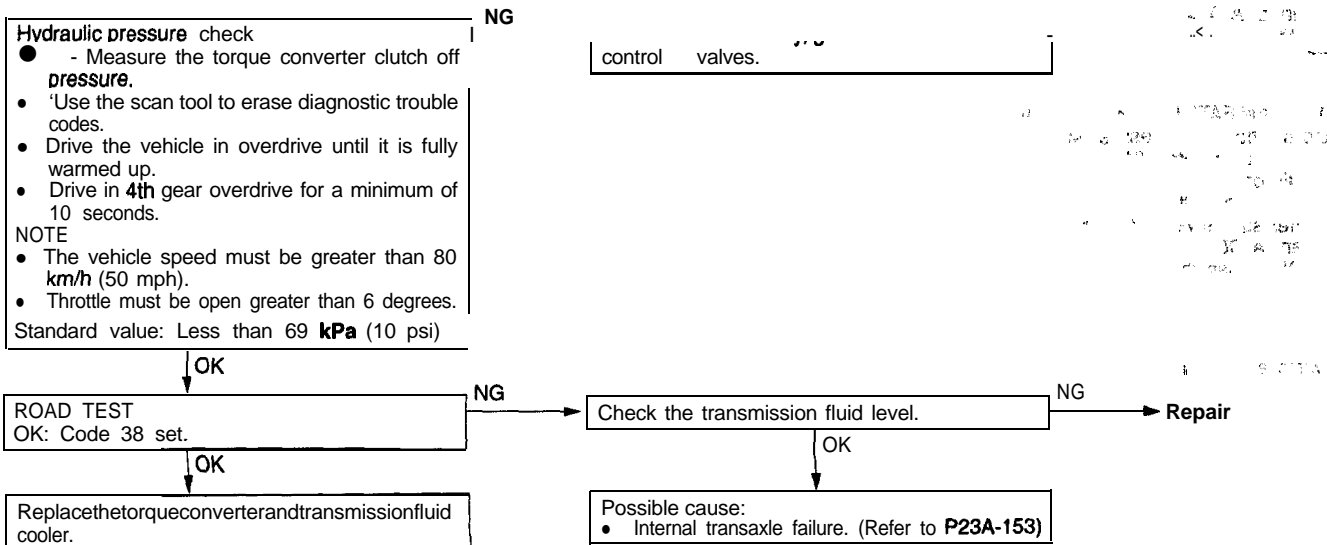 NG
Hydraulic pressure check
● - Measure the torque converter clutch off
pressure.
● 'Use the scan tool to erase diagnostic trouble
codes.
● Drive the vehicle in overdrive until it is fully
warmed up.
● Drive in 4th gear overdrive for a minimum of
10 seconds.
NOTE
● The vehicle speed must be greater than 80
km/h (50 mph).
● Throttle must be open greater than 6 degrees.
Standard value: Less than 69 kPa (10 psi)
control valves.
OK
ROAD TEST
OK: Code 38 set.
NG
Check the transmission fluid level.
NG
Repair
OK
OK
Replacethetorqueconverterandtransmissionfluid
cooler.
Possible cause:
● Internal transaxle failure. (Refer to P23A-153)